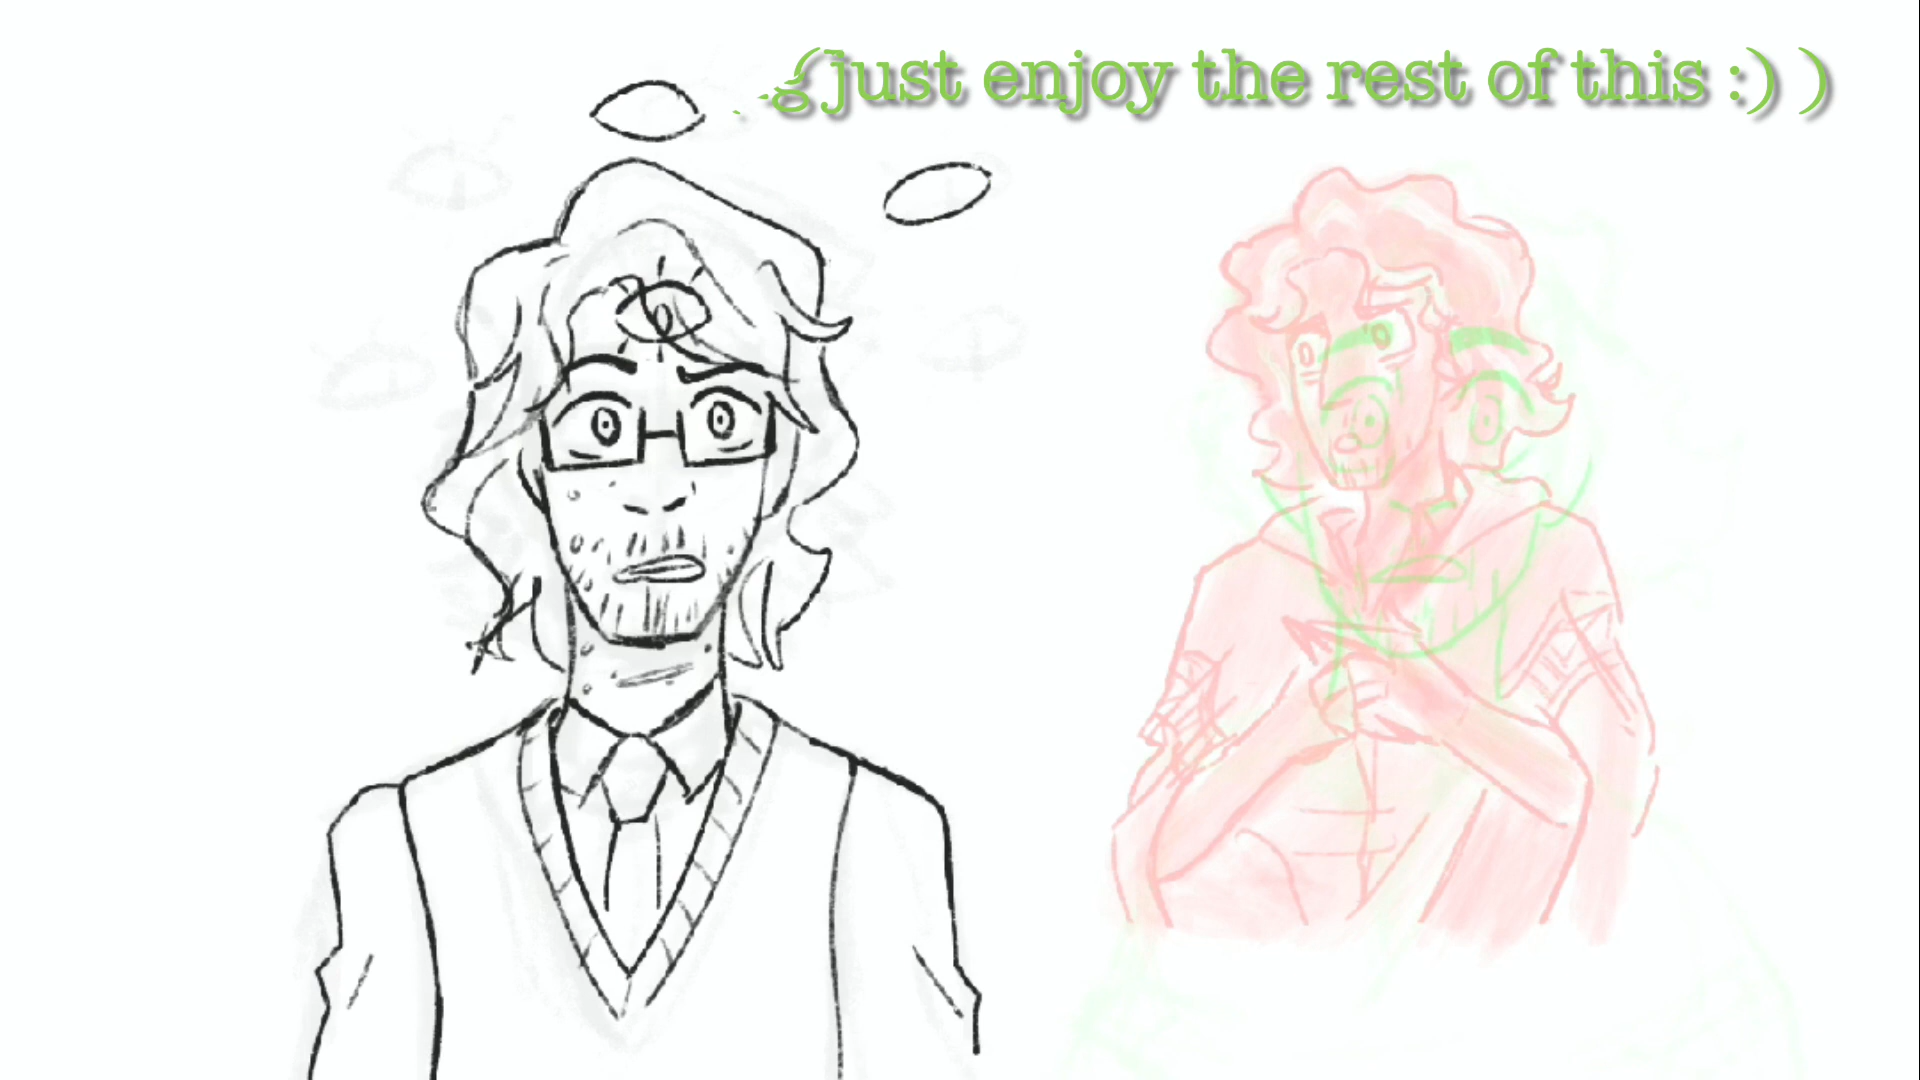 (just enjoy the rest of this :) )